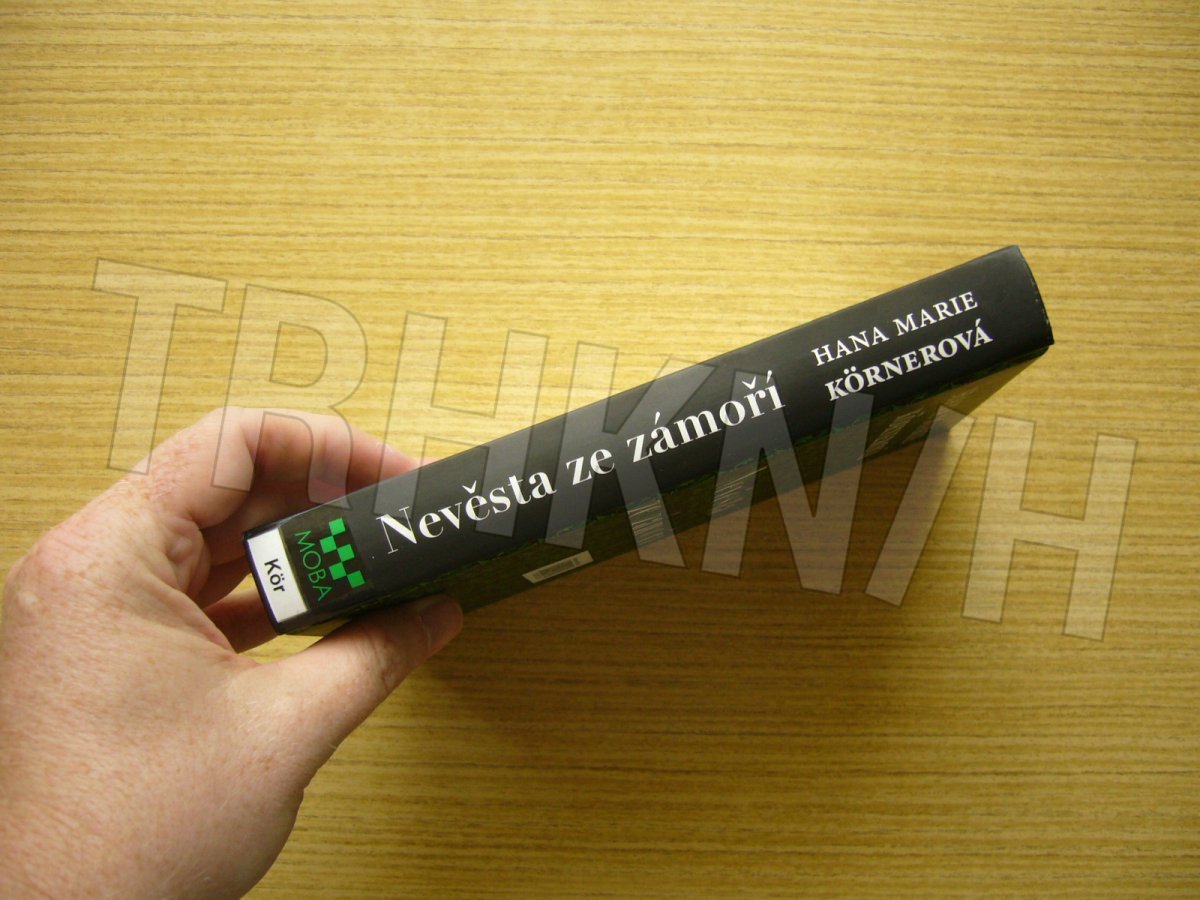 HANA MARIE
KÖRNEROVÁ
Nevěsta ze zámoří
MOBA
Kör
TRHKNIH